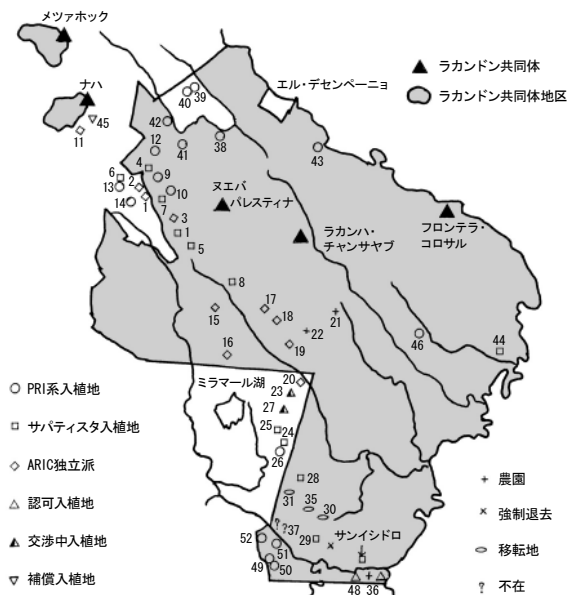 メツァホック
ナハ
エル・デセンペーニョ
ラカンドン共同体
ラカンドン共同体地区
40
39
42
45
11
12
41
38
43
4
6
2
9
13
10
14
1
7
3
1
5
ヌエバ
パレスティナ
ラカンハ・
チャンサヤブ
フロンテラ・
コロサル
8
15
17
18
21
22
16
19
46
44
ミラマール湖
20
23
27
25
24
26
28
31
35
30
37
29
サンイシドロ
52
51
49
50
48
36
PRI系入植地
サパティスタ入植地
ARIC独立派
認可入植地
交渉中入植地
補償入植地
農園
強制退去
移転地
不在